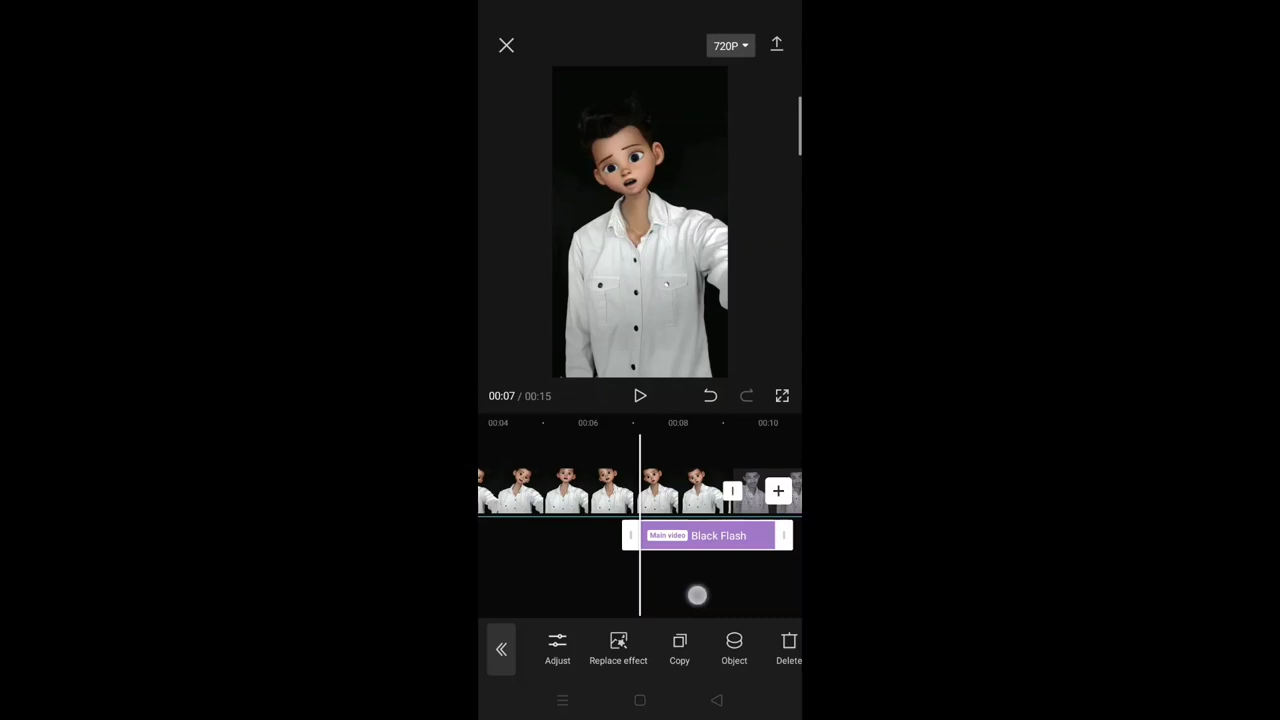 720P
00:07 / 00:15
00:04 00:06 00:08 00:10
Main video Black Flash
Adjust Replace effect Copy Object Delete